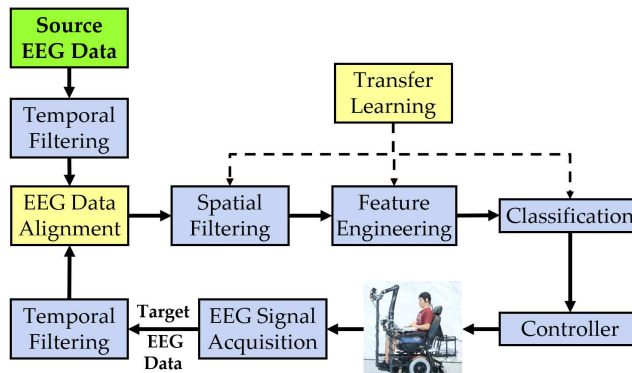 Source
EEG Data
Transfer
Learning
Temporal
Filtering
EEG Data
Alignment
Spatial
Filtering
Feature
Engineering
Classification
Temporal
Filtering
Target
EEG
Data
EEG Signal
Acquisition
Controller